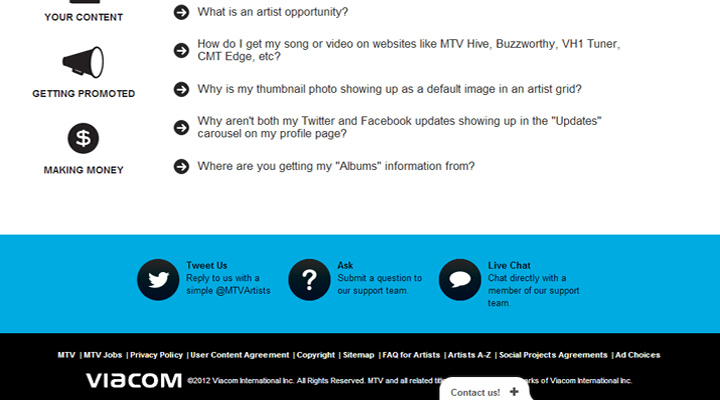 YOUR CONTENT
What is an artist opportunity?
How do I get my song or video on websites like MTV Hive, Buzzworthy, VH1 Tuner,
CMT Edge, etc?
GETTING PROMOTED
Why is my thumbnail photo showing up as a default image in an artist grid?
Why aren't both my Twitter and Facebook updates showing up in the "Updates"
carousel on my profile page?
$
MAKING MONEY
Where are you getting my "Albums" information from?
Tweet Us
Reply to us with a
simple @MTVArtists
?
Ask
Submit a question to
our support team.
Live Chat
Chat directly with a
member of our support
team.
MTV | MTV Jobs | Privacy Policy | User Content Agreement | Copyright | Sitemap | FAQ for Artists | Artists A-Z | Social Projects Agreements | Ad Choices
VIACOM ©2012 Viacom International Inc. All Rights Reserved. MTV and all related of Viacom International Inc.
Contact us! +